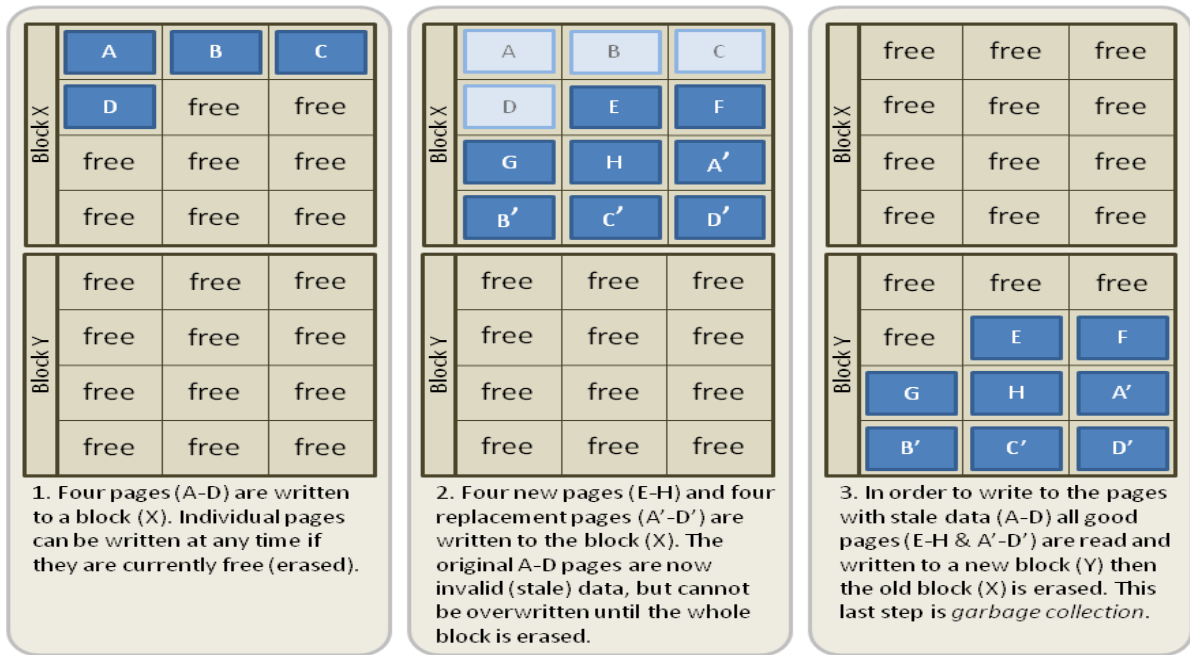 Block X
A B C
D free free
free free free
free free free
Block Y
free free free
free free free
free free free
free free free
1. Four pages (A-D) are written
to a block (X). Individual pages
can be written at any time if
they are currently free (erased).
Block X
A B C
D E F
G H A′
B′ C′ D′
Block Y
free free free
free free free
free free free
free free free
2. Four new pages (E-H) and four
replacement pages (A′-D′) are
written to the block (X). The
original A-D pages are now
invalid (stale) data, but cannot
be overwritten until the whole
block is erased.
Block X
free free free
free free free
free free free
free free free
Block Y
free free free
free E F
G H A′
B′ C′ D′
3. In order to write to the pages
with stale data (A-D) all good
pages (E-H & A′-D′) are read and
written to a new block (Y) then
the old block (X) is erased. This
last step is garbage collection.